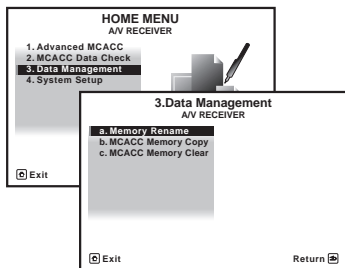 HOME MENU
A/V RECEIVER
1. Advanced MCACC
2. MCACC Data Check
3. Data Management
4. System Setup
Exit
3.Data Management
A/V RECEIVER
a. Memory Rename
b. MCACC Memory Copy
c. MCACC Memory Clear
Exit
Return